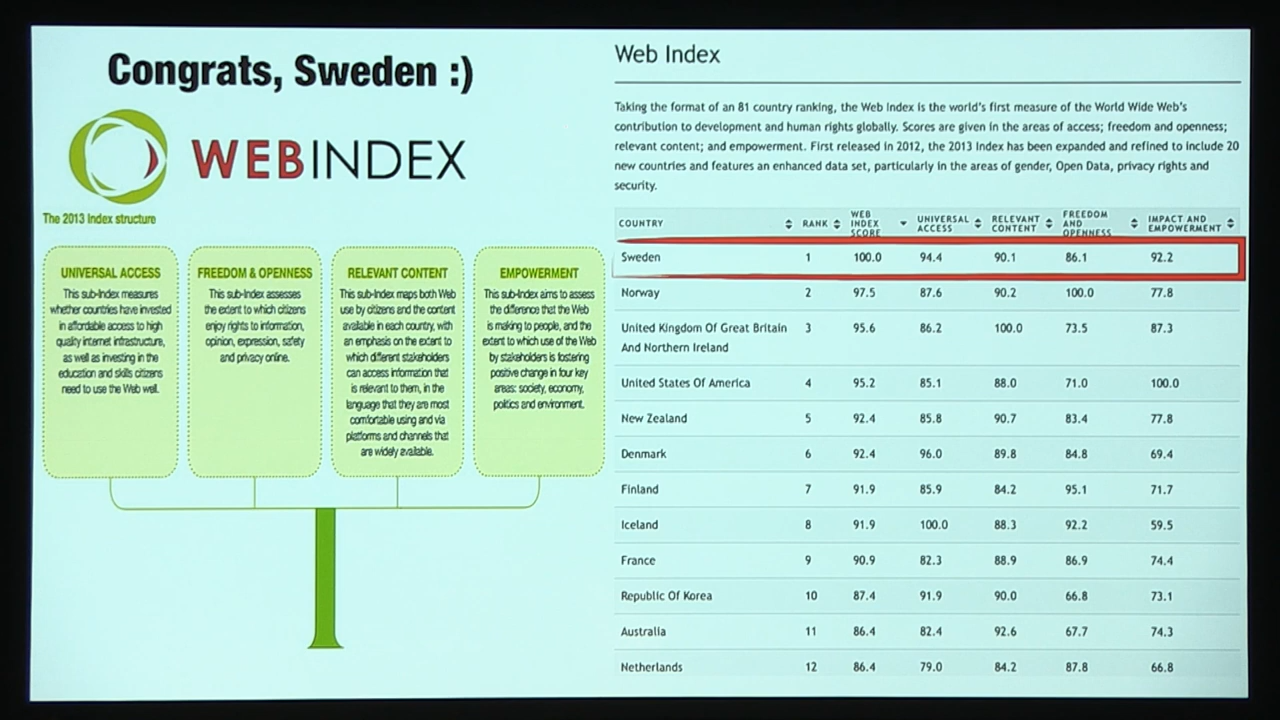 Congrats, Sweden :)
WEBINDEX
The 2013 Index structure
UNIVERSAL ACCESS
This sub-Index measures
whether countries have invested
in affordable access to high
quality internet infrastructure,
as well as investing in the
education and skills citizens
need to use the Web well.
FREEDOM & OPENNESS
This sub-Index assesses
the extent to which citizens
enjoy rights to information,
opinion, expression, safety
and privacy online.
RELEVANT CONTENT
This sub-Index maps both Web
use by citizens and the content
available in each country, with
an emphasis on the extent to
which different stakeholders
can access information that
is relevant to them, in the
language that they are most
comfortable using and via
platforms and channels that
are widely available.
EMPOWERMENT
This sub-Index aims to assess
the difference that the Web
is making to people, and the
extent to which use of the Web
by stakeholders is fostering
positive change in four key
areas: society, economy,
politics and environment.
Web Index
Taking the format of an 81 country ranking, the Web Index is the world's first measure of the World Wide Web's
contribution to development and human rights globally. Scores are given in the areas of access; freedom and openness;
relevant content; and empowerment. First released in 2012, the 2013 Index has been expanded and refined to include 20
new countries and features an enhanced data set, particularly in the areas of gender, Open Data, privacy rights and
security.
COUNTRY RANK WEB INDEX SCORE UNIVERSAL ACCESS RELEVANT CONTENT FREEDOM AND OPENNESS IMPACT AND EMPOWERMENT
Sweden 1 100.0 94.4 90.1 86.1 92.2
Norway 2 97.5 87.6 90.2 100.0 77.8
United Kingdom Of Great Britain 3 95.6 86.2 100.0 73.5 87.3
And Northern Ireland
United States Of America 4 95.2 85.1 88.0 71.0 100.0
New Zealand 5 92.4 85.8 90.7 83.4 77.8
Denmark 6 92.4 96.0 89.8 84.8 69.4
Finland 7 91.9 85.9 84.2 95.1 71.7
Iceland 8 91.9 100.0 88.3 92.2 59.5
France 9 90.9 82.3 88.9 86.9 74.4
Republic Of Korea 10 87.4 91.9 90.0 66.8 73.1
Australia 11 86.4 82.4 92.6 67.7 74.3
Netherlands 12 86.4 79.0 84.2 87.8 66.8